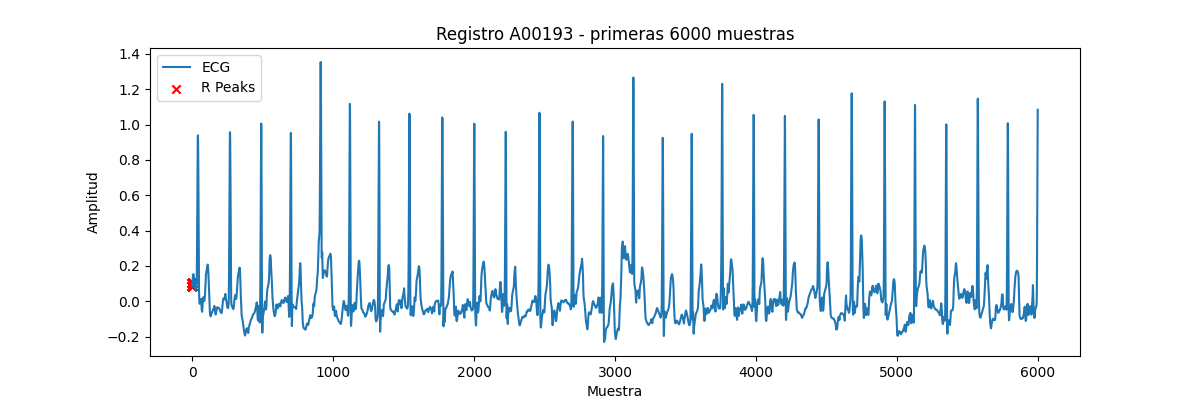 Registro A00193 - primeras 6000 muestras
ECG
R Peaks
1.4
1.2
1.0
0.8
0.6
0.4
0.2
0.0
−0.2
Amplitud
0 1000 2000 3000 4000 5000 6000
Muestra